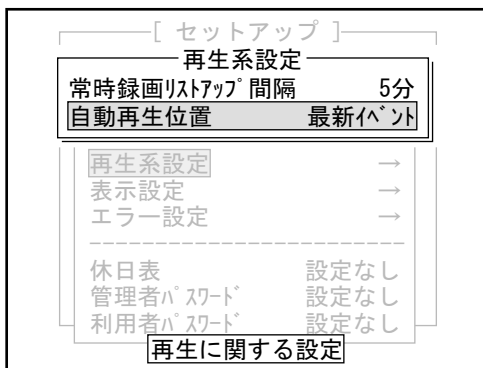 [ セットアップ ]
再生系設定
常時録画ﾘｽﾄｱｯﾌﾟ間隔 5分
自動再生位置 最新ｲﾍﾞﾝﾄ
再生系設定 →
表示設定 →
エラー設定 →
--------------------------
休日表 設定なし
管理者ﾊﾟｽﾜｰﾄﾞ 設定なし
利用者ﾊﾟｽﾜｰﾄﾞ 設定なし
再生に関する設定